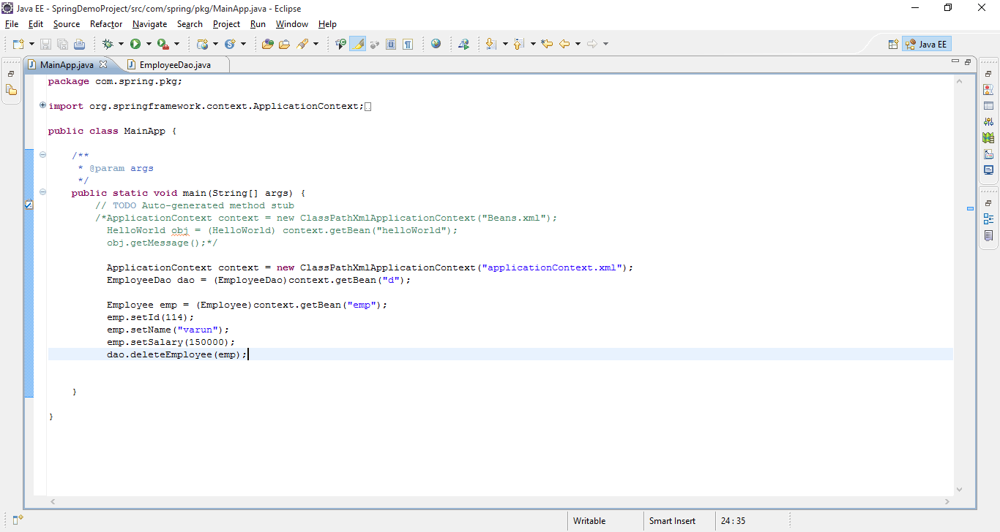 Java EE - SpringDemoProject/src/com/spring/pkg/MainApp.java - Eclipse
File Edit Source Refactor Navigate Search Project Run Window Help
Java EE
MainApp.java EmployeeDao.java
package com.spring.pkg;
import org.springframework.context.ApplicationContext;
public class MainApp {
/**
* @param args
*/
public static void main(String[] args) {
// TODO Auto-generated method stub
/*ApplicationContext context = new ClassPathXmlApplicationContext("Beans.xml");
HelloWorld obj = (HelloWorld) context.getBean("helloWorld");
obj.getMessage();*/
ApplicationContext context = new ClassPathXmlApplicationContext("applicationContext.xml");
EmployeeDao dao = (EmployeeDao)context.getBean("d");
Employee emp = (Employee)context.getBean("emp");
emp.setId(114);
emp.setName("varun");
emp.setSalary(150000);
dao.deleteEmployee(emp);
}
}
Writable Smart Insert 24 : 35